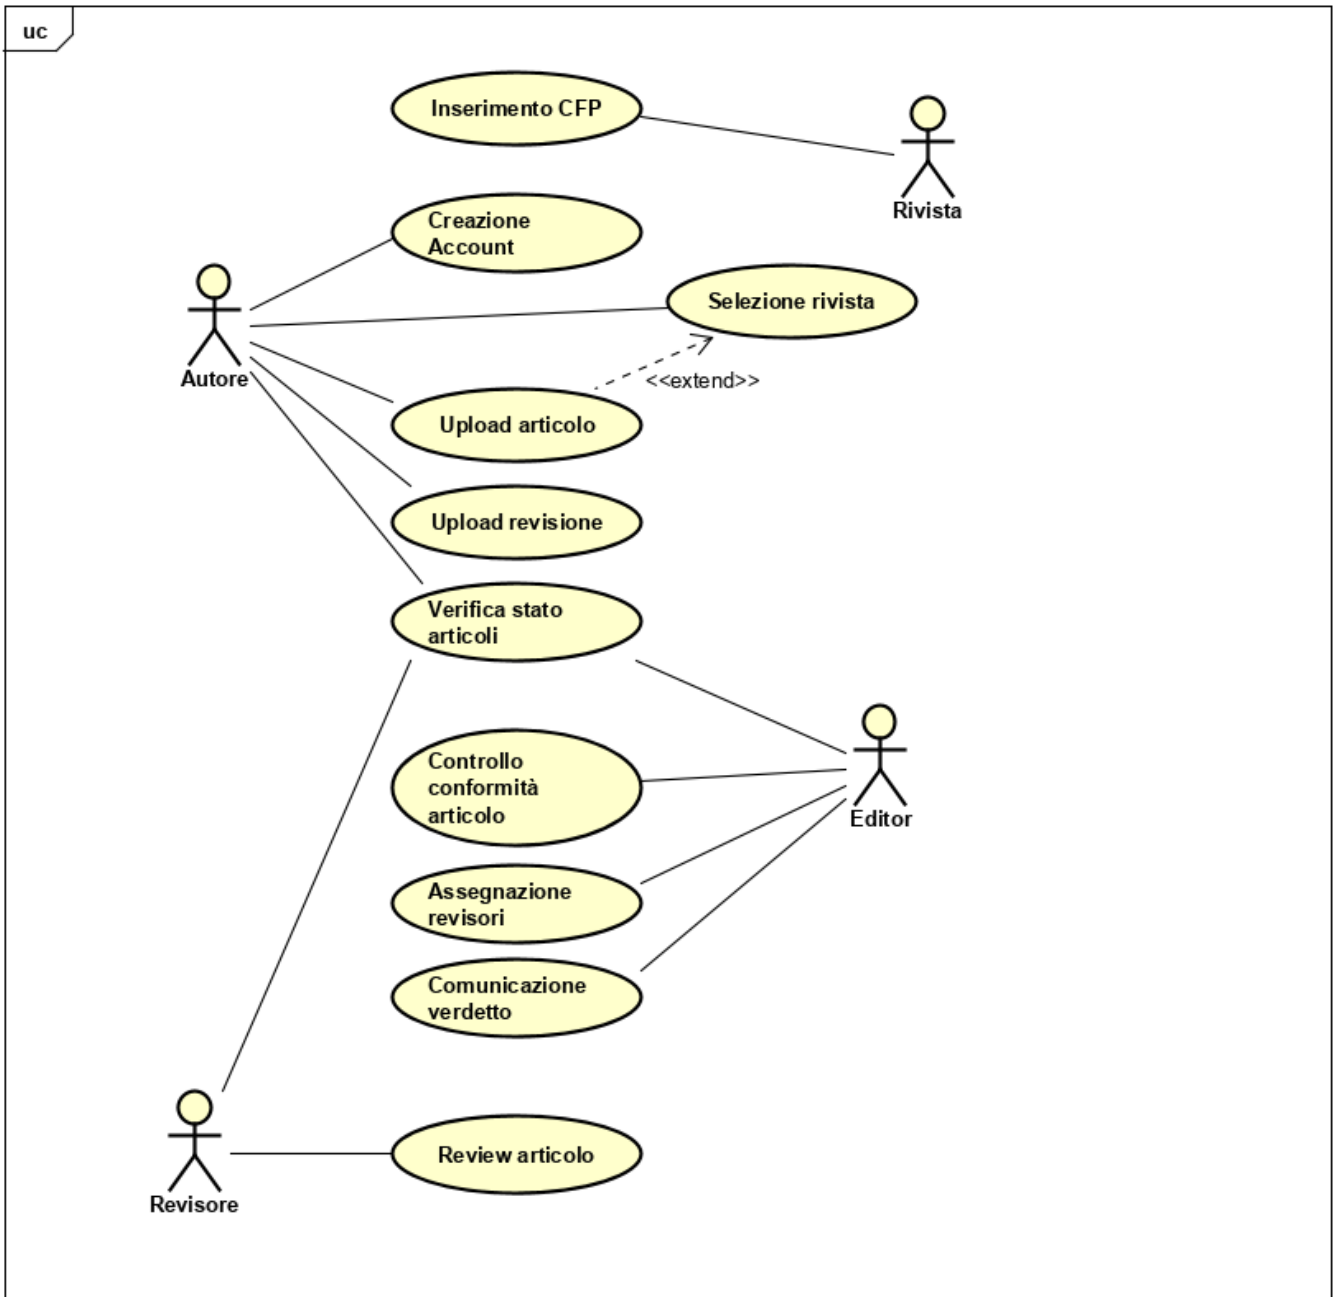 uc
Inserimento CFP
Rivista
Creazione
Account
Selezione rivista
Autore
<<extend>>
Upload articolo
Upload revisione
Verifica stato
articoli
Controllo
conformità
articolo
Editor
Assegnazione
revisori
Comunicazione
verdetto
Review articolo
Revisore